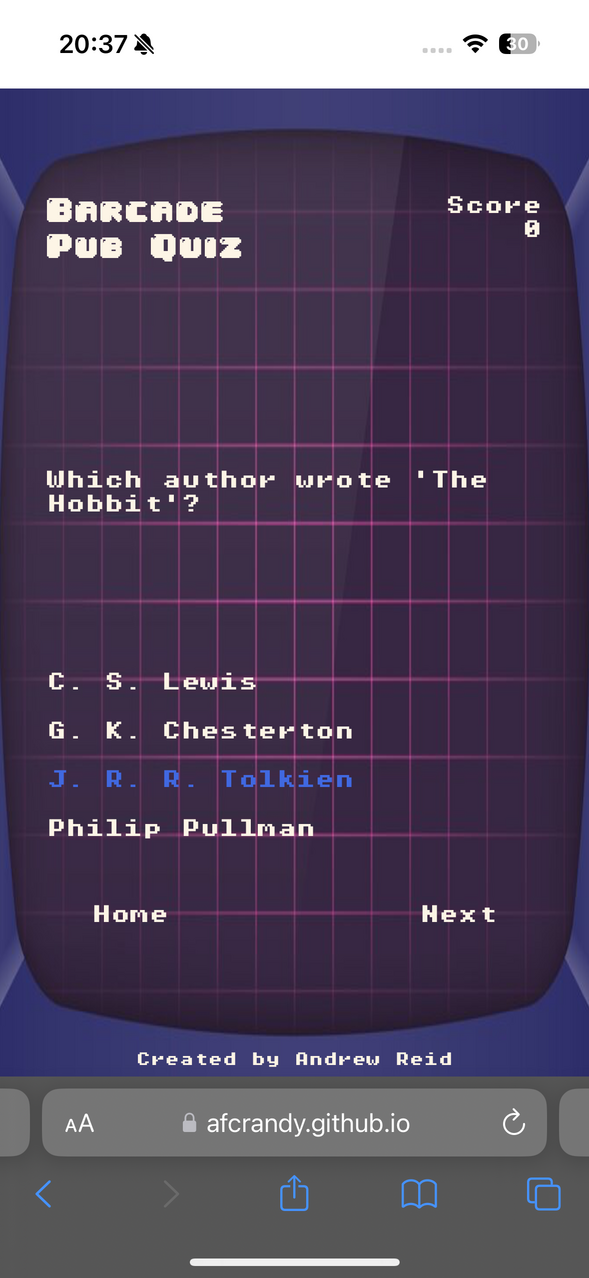 20:37
30
Barcade
Pub Quiz
Score
0
Which author wrote 'The
Hobbit'?
C. S. Lewis
G. K. Chesterton
J. R. R. Tolkien
Philip Pullman
Home
Next
Created by Andrew Reid
AA
afcrandy.github.io